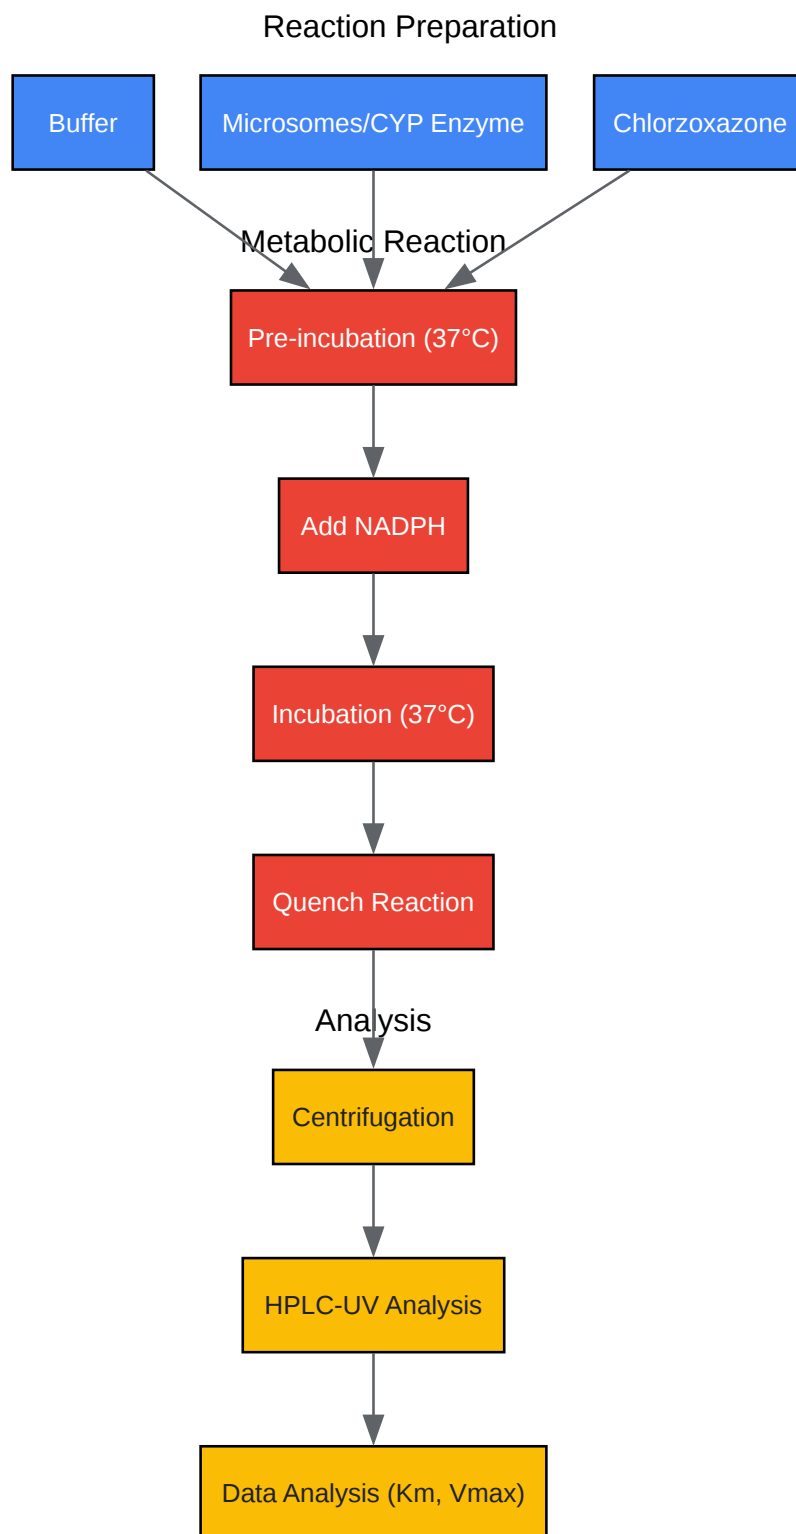 Reaction Preparation
Buffer
Microsomes/CYP Enzyme
Chlorzoxazone
Metabolic Reaction
Pre-incubation (37°C)
Add NADPH
Incubation (37°C)
Quench Reaction
Analysis
Centrifugation
HPLC-UV Analysis
Data Analysis (Km, Vmax)